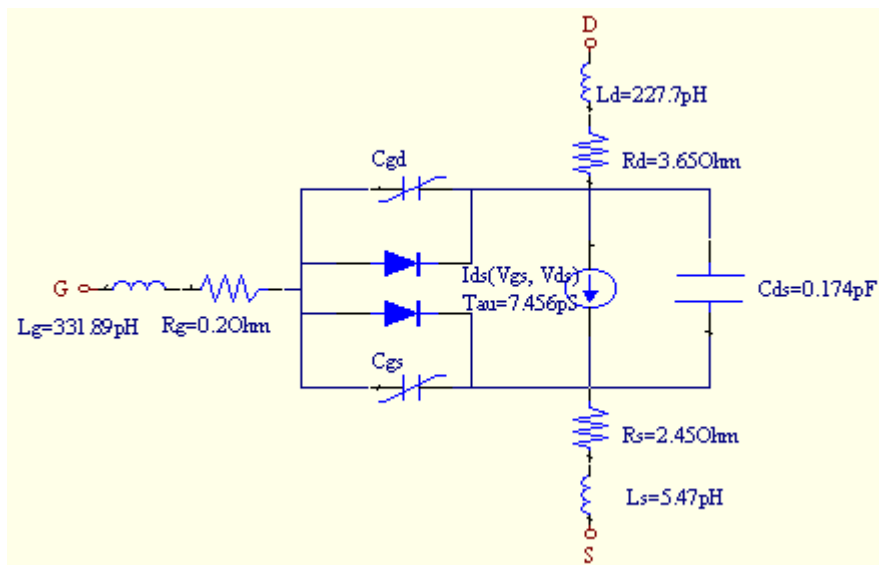 D
Ld=227.7pH
Cgd
Rd=3.65Ohm
Ids(Vgs, Vds)
G
Tau=7.456pS
Cds=0.174pF
Lg=331.89pH
Rg=0.2Ohm
Cgs
Rs=2.45Ohm
Ls=5.47pH
S